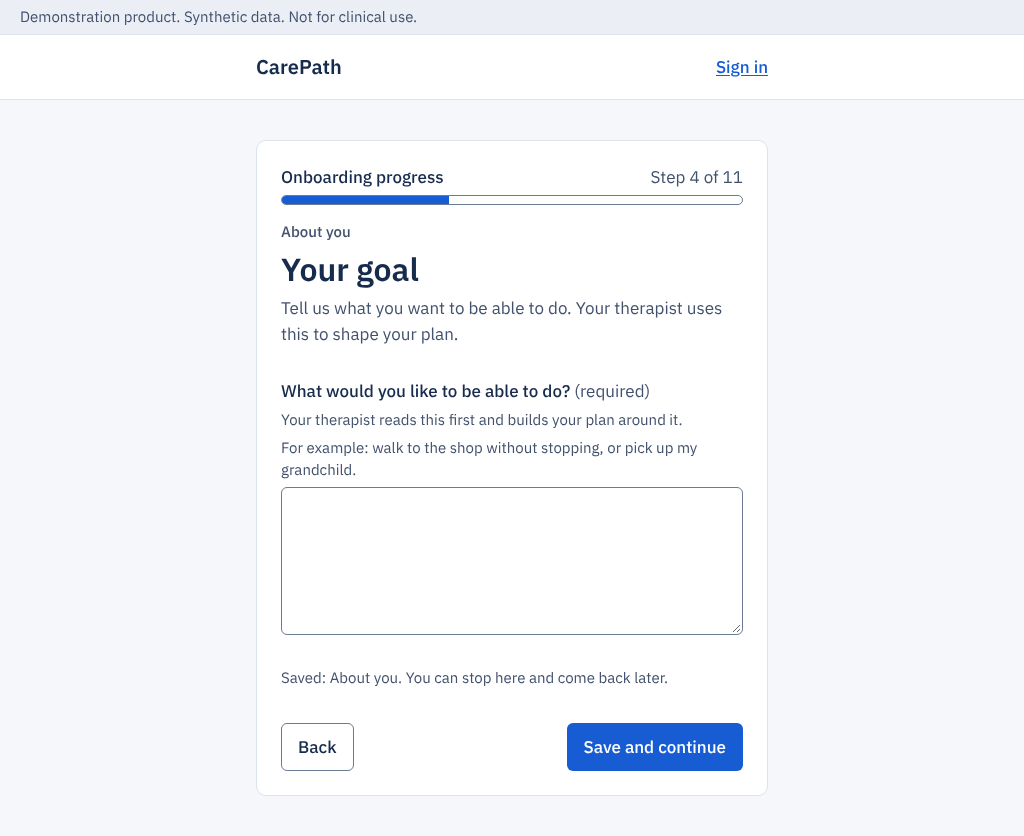 Demonstration product. Synthetic data. Not for clinical use.
CarePath
Sign in
Onboarding progress
Step 4 of 11
About you
Your goal
Tell us what you want to be able to do. Your therapist uses
this to shape your plan.
What would you like to be able to do? (required)
Your therapist reads this first and builds your plan around it.
For example: walk to the shop without stopping, or pick up my
grandchild.
Saved: About you. You can stop here and come back later.
Back
Save and continue